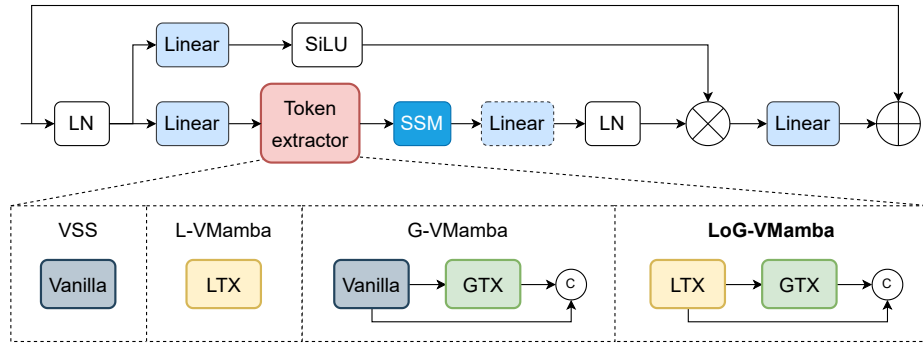 Linear
SiLU
LN
Linear
Token
extractor
SSM
Linear
LN
Linear
VSS
L-VMamba
G-VMamba
LoG-VMamba
Vanilla
LTX
Vanilla
GTX
C
LTX
GTX
C